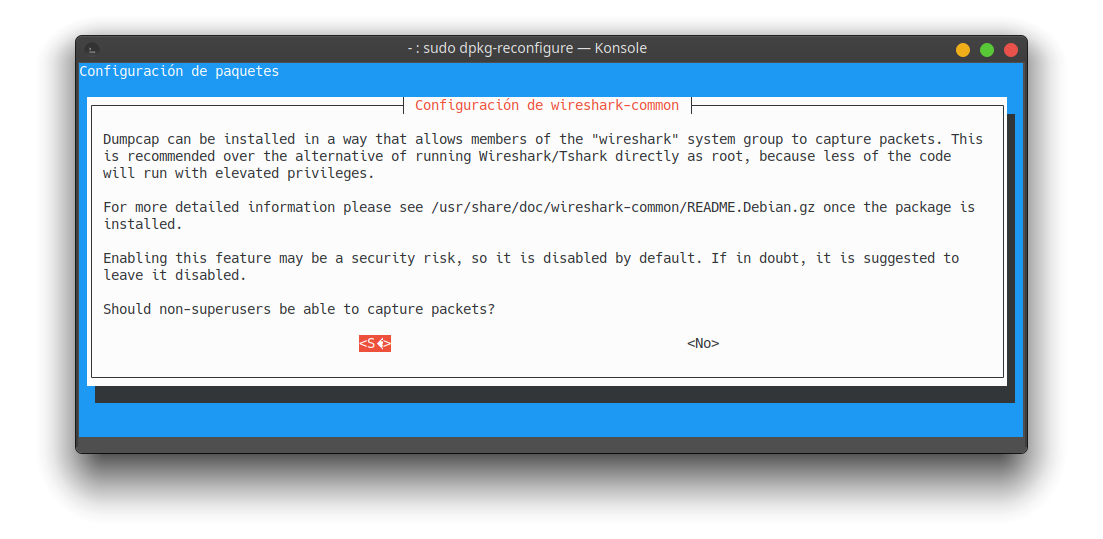 - : sudo dpkg-reconfigure — Konsole
Configuración de paquetes
Configuración de wireshark-common
Dumpcap can be installed in a way that allows members of the "wireshark" system group to capture packets. This
is recommended over the alternative of running Wireshark/Tshark directly as root, because less of the code
will run with elevated privileges.
For more detailed information please see /usr/share/doc/wireshark-common/README.Debian.gz once the package is
installed.
Enabling this feature may be a security risk, so it is disabled by default. If in doubt, it is suggested to
leave it disabled.
Should non-superusers be able to capture packets?
<No>